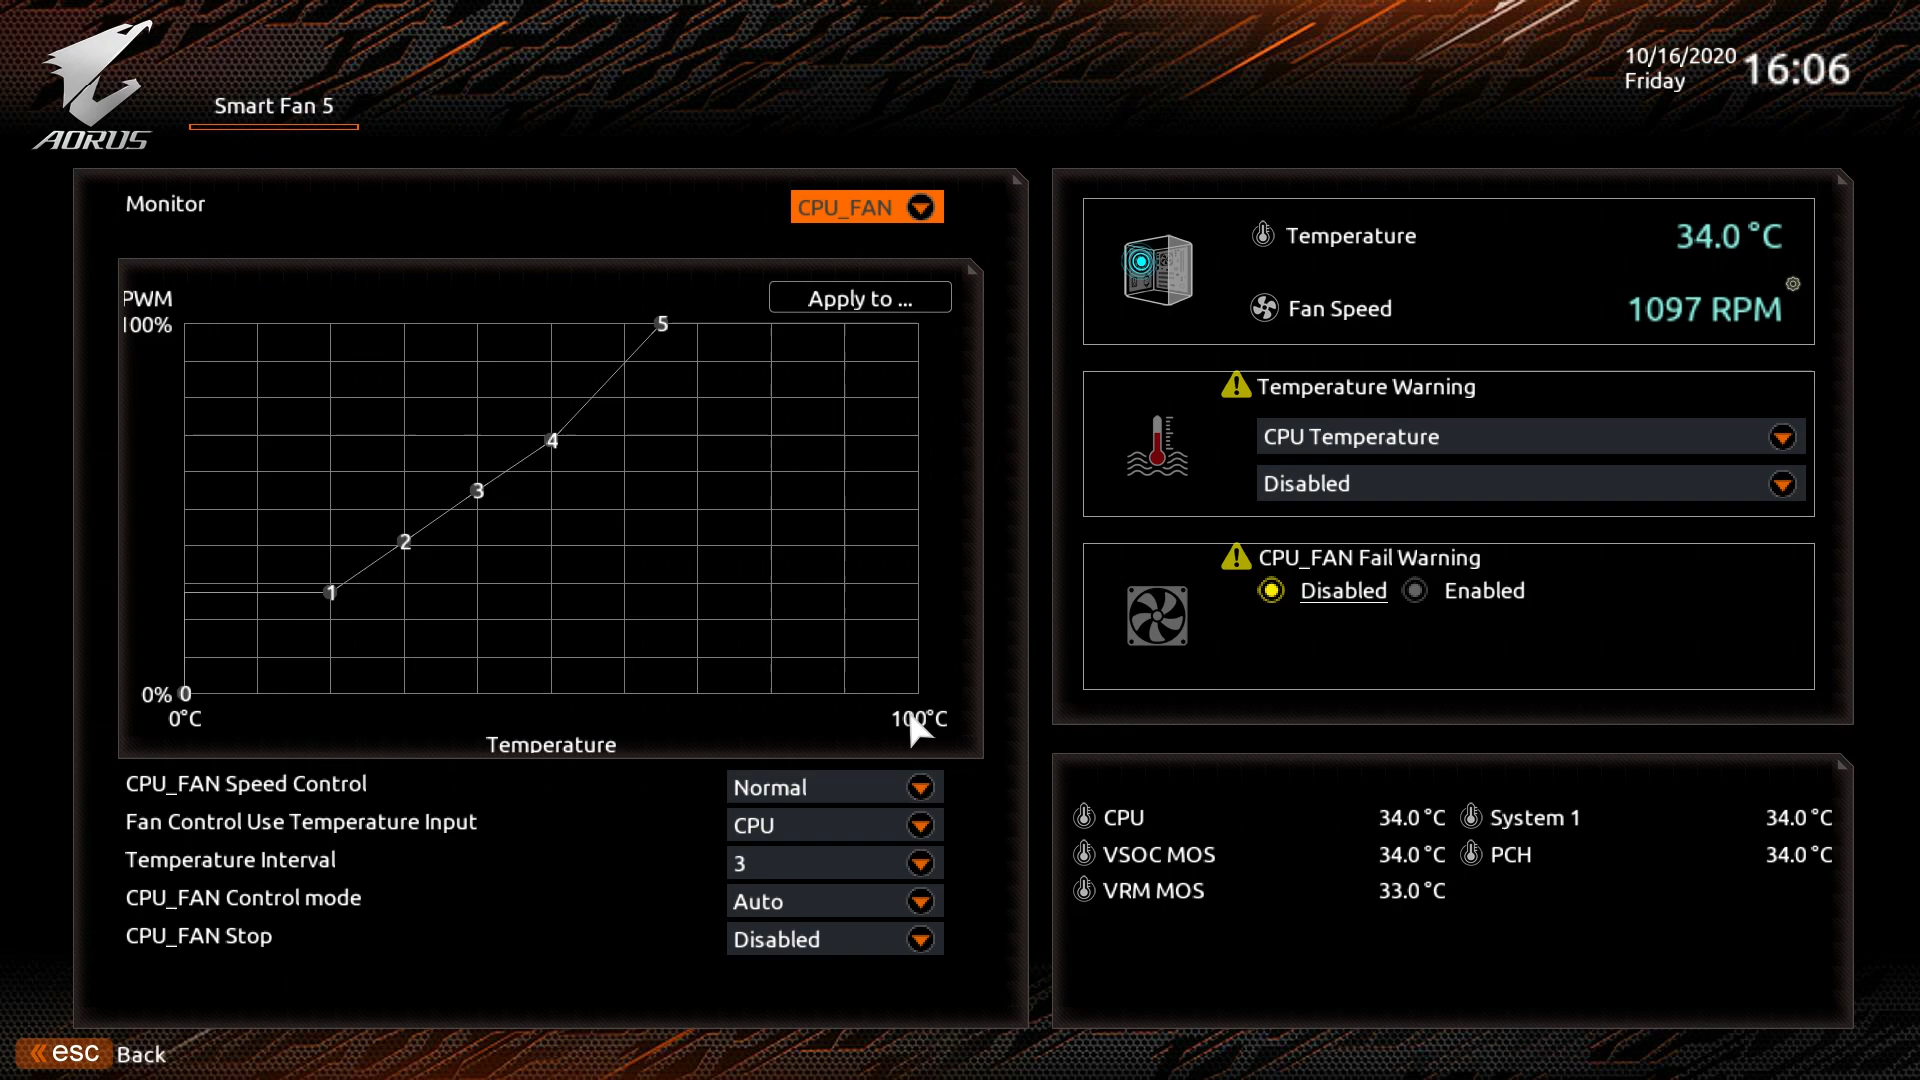 AORUS
Smart Fan 5
10/16/2020
Friday
16:06
Monitor
CPU_FAN
PWM
100%
Apply to ...
5
4
3
2
1
0% 0
0°C
100°C
Temperature
CPU_FAN Speed Control
Normal
Fan Control Use Temperature Input
CPU
Temperature Interval
3
CPU_FAN Control mode
Auto
CPU_FAN Stop
Disabled
Temperature
34.0 °C
Fan Speed
1097 RPM
Temperature Warning
CPU Temperature
Disabled
CPU_FAN Fail Warning
Disabled Enabled
CPU 34.0 °C System 1 34.0 °C
VSOC MOS 34.0 °C PCH 34.0 °C
VRM MOS 33.0 °C
esc Back